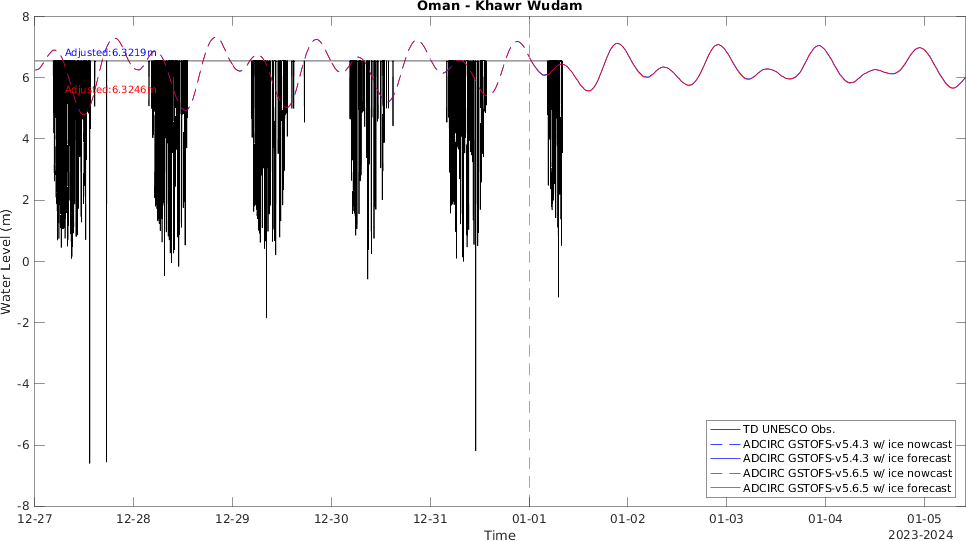 Oman - Khawr Wudam
Water Level (m)
8
6
4
2
0
-2
-4
-6
-8
Adjusted:6.3219m
Adjusted:6.3246m
TD UNESCO Obs.
ADCIRC GSTOFS-v5.4.3 w/ ice nowcast
ADCIRC GSTOFS-v5.4.3 w/ ice forecast
ADCIRC GSTOFS-v5.6.5 w/ ice nowcast
ADCIRC GSTOFS-v5.6.5 w/ ice forecast
12-27 12-28 12-29 12-30 12-31 01-01 01-02 01-03 01-04 01-05
Time
2023-2024